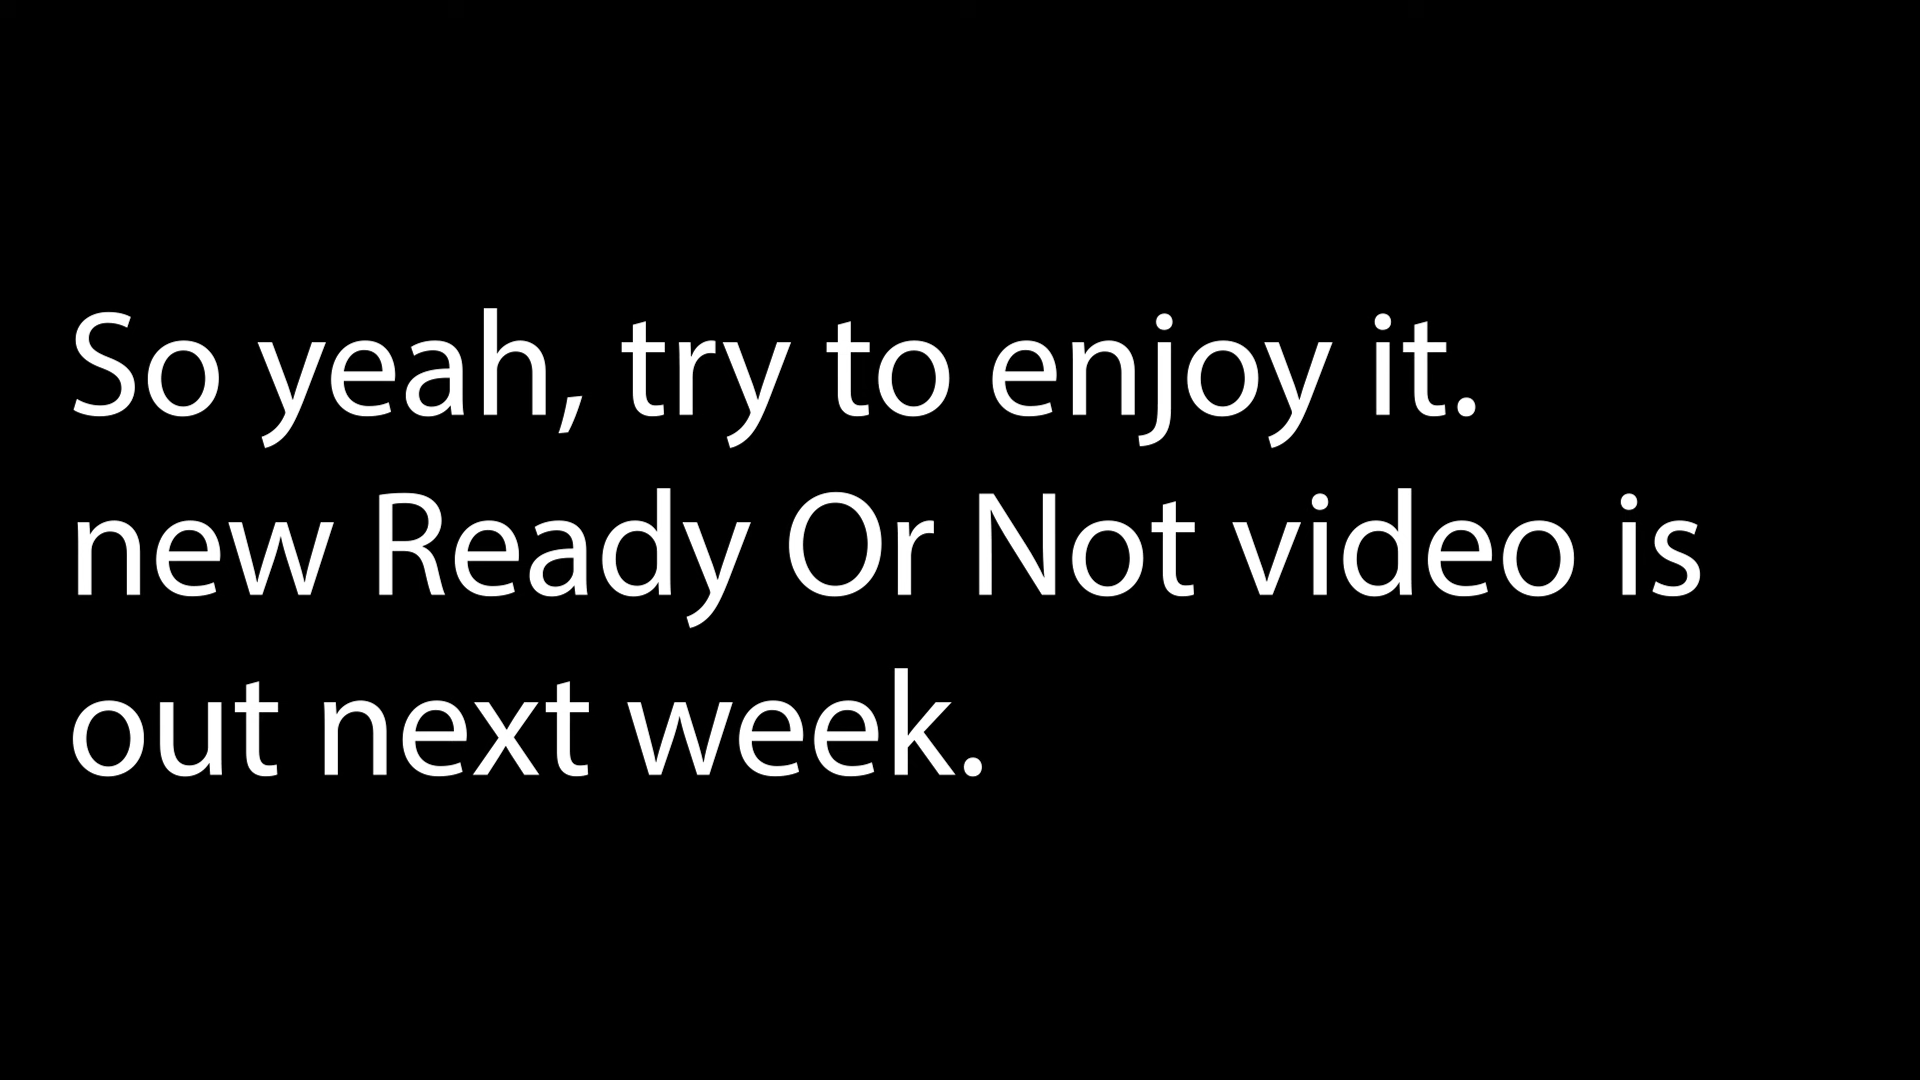 So yeah, try to enjoy it.
new Ready Or Not video is
out next week.